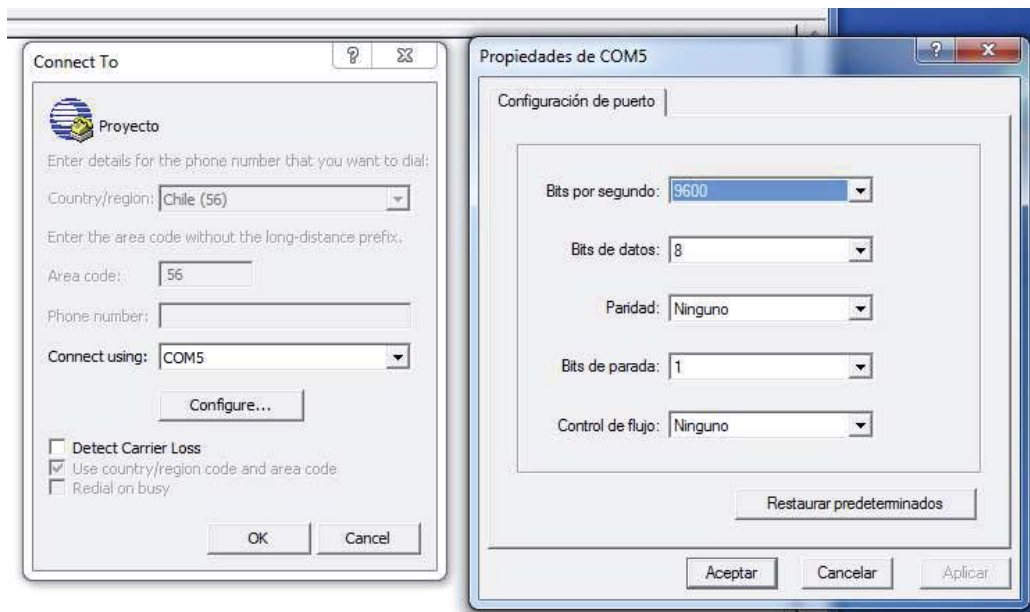 Connect To
Proyecto
Enter details for the phone number that you want to dial:
Country/region: Chile (56)
Enter the area code without the long-distance prefix.
Area code: 56
Phone number:
Connect using: COM5
Configure...
Detect Carrier Loss
Use country/region code and area code
Redial on busy
OK Cancel
Propiedades de COM5
Configuración de puerto
Bits por segundo: 9600
Bits de datos: 8
Paridad: Ninguno
Bits de parada: 1
Control de flujo: Ninguno
Restaurar predeterminados
Aceptar Cancelar Aplicar